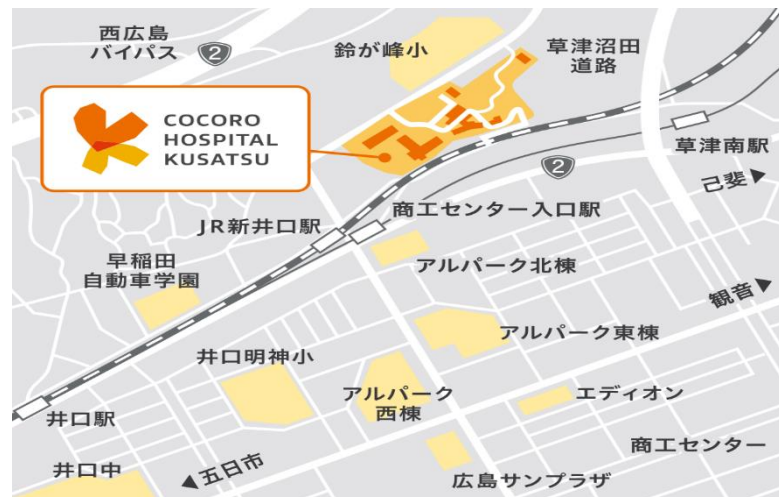 西広島
バイパス
2
鈴が峰小
草津沼田
道路
COCORO
HOSPITAL
KUSATSU
草津南駅
2
己斐▶
商工センター入口駅
JR新井口駅
アルパーク北棟
早稲田
自動車学園
観音▶
アルパーク東棟
井口明神小
アルパーク
西棟
エディオン
井口駅
商工センター
井口中
◀五日市
広島サンプラザ